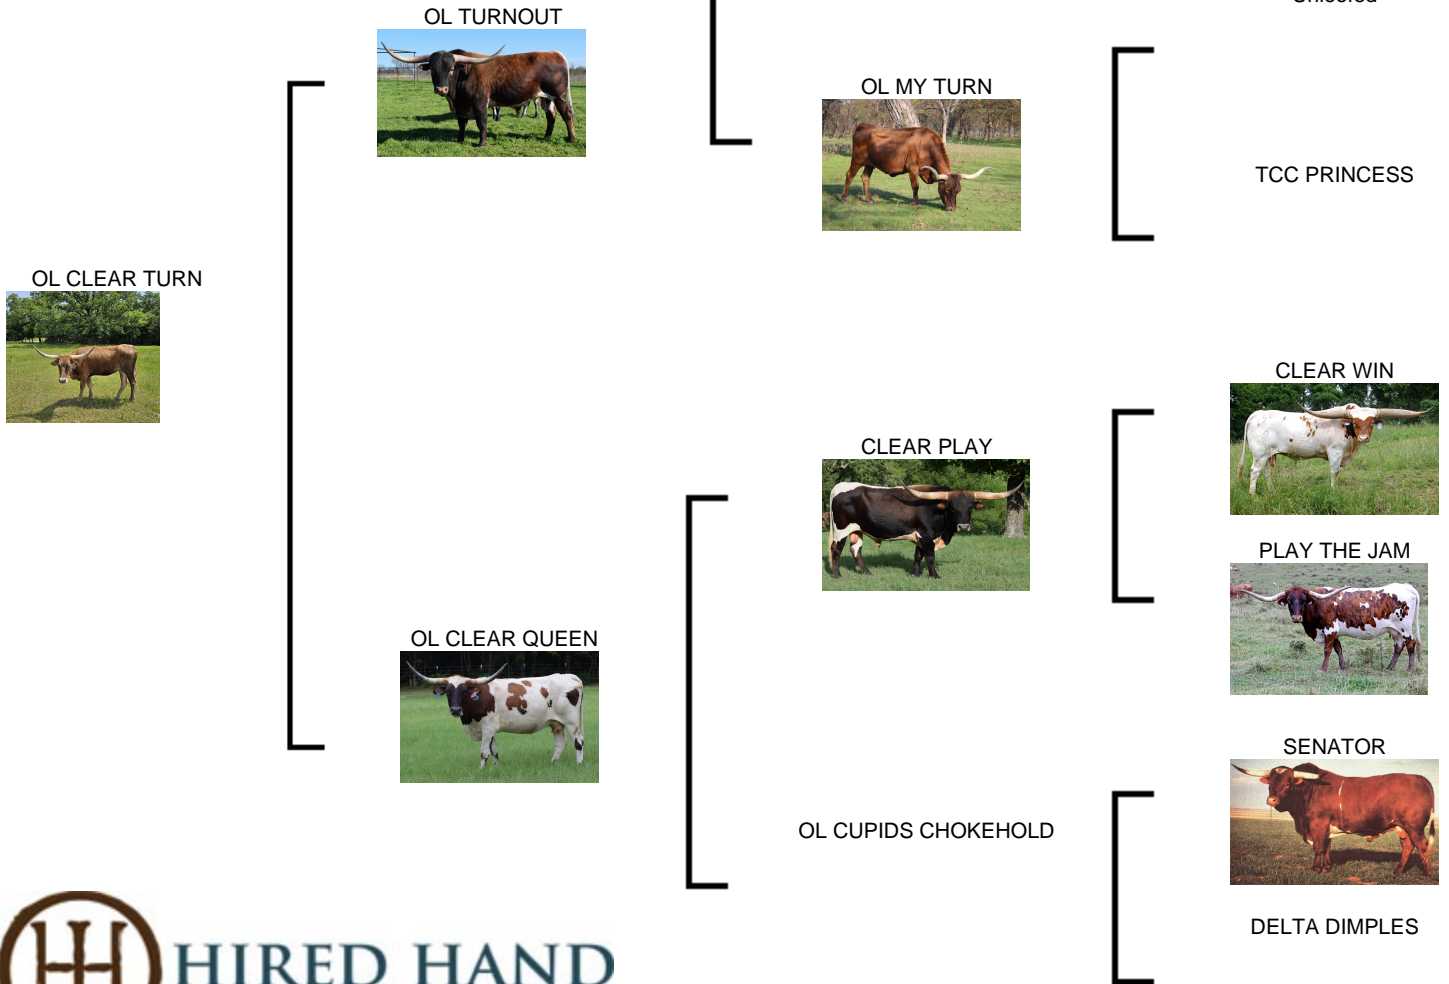 OL TURNOUT
OL MY TURN
TCC PRINCESS
OL CLEAR TURN
CLEAR WIN
CLEAR PLAY
PLAY THE JAM
OL CLEAR QUEEN
SENATOR
OL CUPIDS CHOKEHOLD
DELTA DIMPLES
HIRED HAND